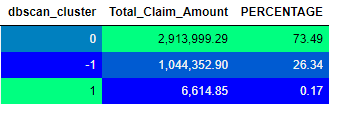 dbscan_cluster Total_Claim_Amount PERCENTAGE
0 2,913,999.29 73.49
-1 1,044,352.90 26.34
1 6,614.85 0.17